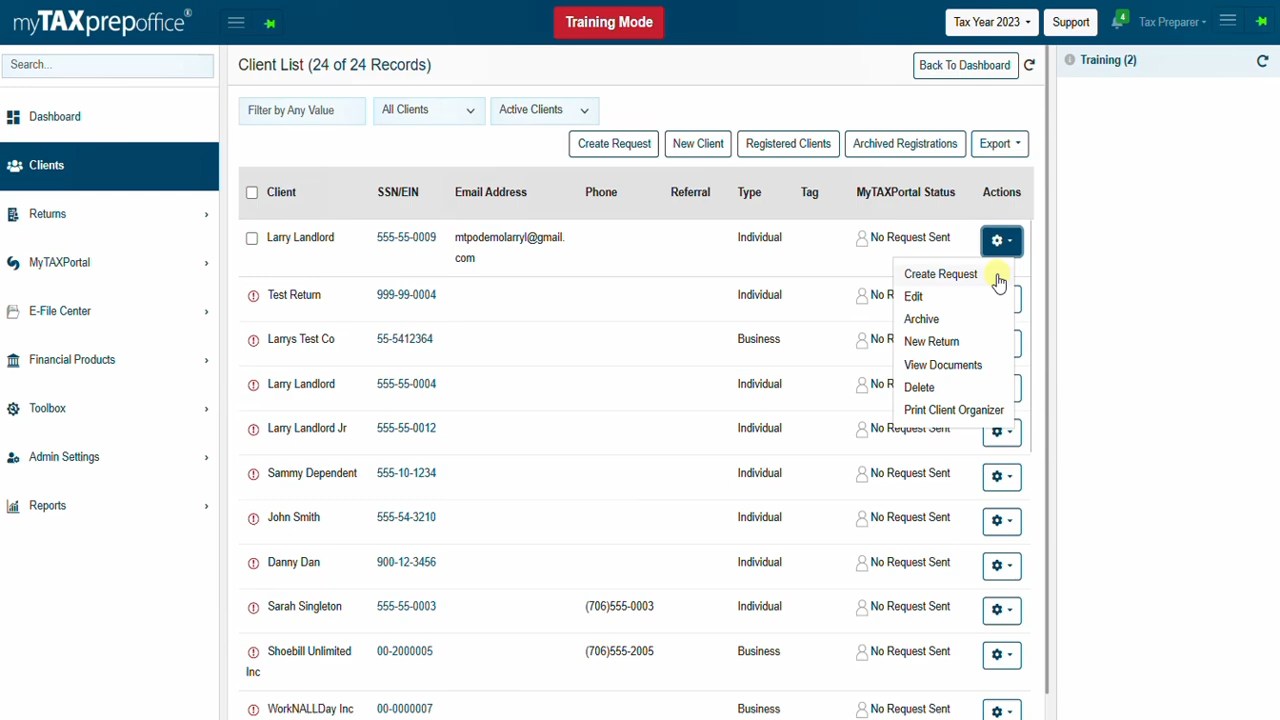 myTAXprepoffice®
Training Mode
Tax Year 2023
Support
4
Tax Preparer
Search...
Client List (24 of 24 Records)
Back To Dashboard
Training (2)
Dashboard
Clients
Returns
MyTAXPortal
E-File Center
Financial Products
Toolbox
Admin Settings
Reports
Filter by Any Value
All Clients
Active Clients
Create Request
New Client
Registered Clients
Archived Registrations
Export
Client SSN/EIN Email Address Phone Referral Type Tag MyTAXPortal Status Actions
Larry Landlord 555-55-0009 mtpodemolarryl@gmail. Individual No Request Sent
com
Create Request
Edit
Archive
New Return
View Documents
Delete
Print Client Organizer
Test Return 999-99-0004 Individual No R
Larrys Test Co 55-5412364 Business No R
Larry Landlord 555-55-0004 Individual No R
Larry Landlord Jr 555-55-0012 Individual No Request Sent
Sammy Dependent 555-10-1234 Individual No Request Sent
John Smith 555-54-3210 Individual No Request Sent
Danny Dan 900-12-3456 Individual No Request Sent
Sarah Singleton 555-55-0003 (706)555-0003 Individual No Request Sent
Shoebill Unlimited 00-2000005 (706)555-2005 Business No Request Sent
Inc
WorkNALLDay Inc 00-0000007 Business No Request Sent